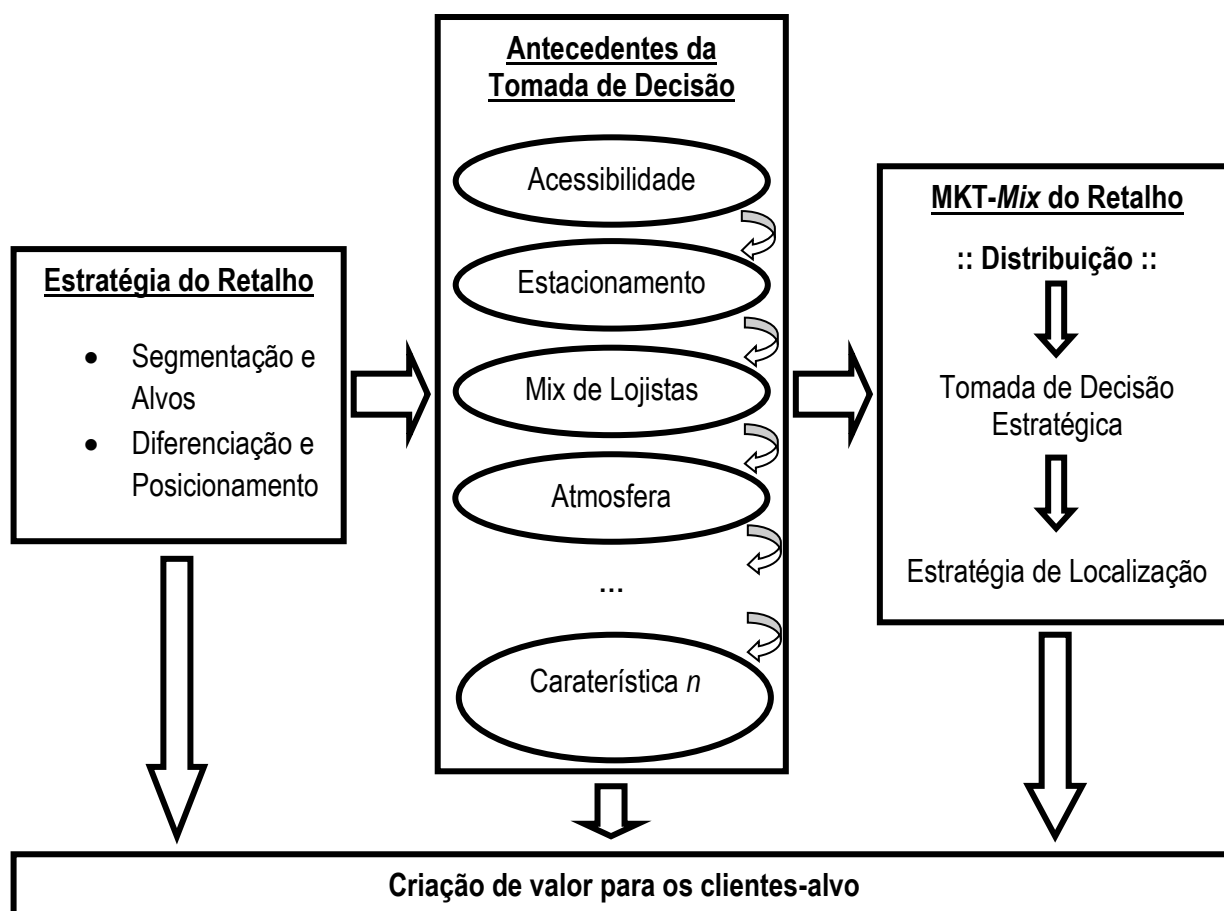 Estratégia do Retalho
• Segmentação e
Alvos
• Diferenciação e
Posicionamento
Antecedentes da
Tomada de Decisão
Acessibilidade
Estacionamento
Mix de Lojistas
Atmosfera
...
Caraterística n
MKT-Mix do Retalho
:: Distribuição ::
Tomada de Decisão
Estratégica
Estratégia de Localização
Criação de valor para os clientes-alvo